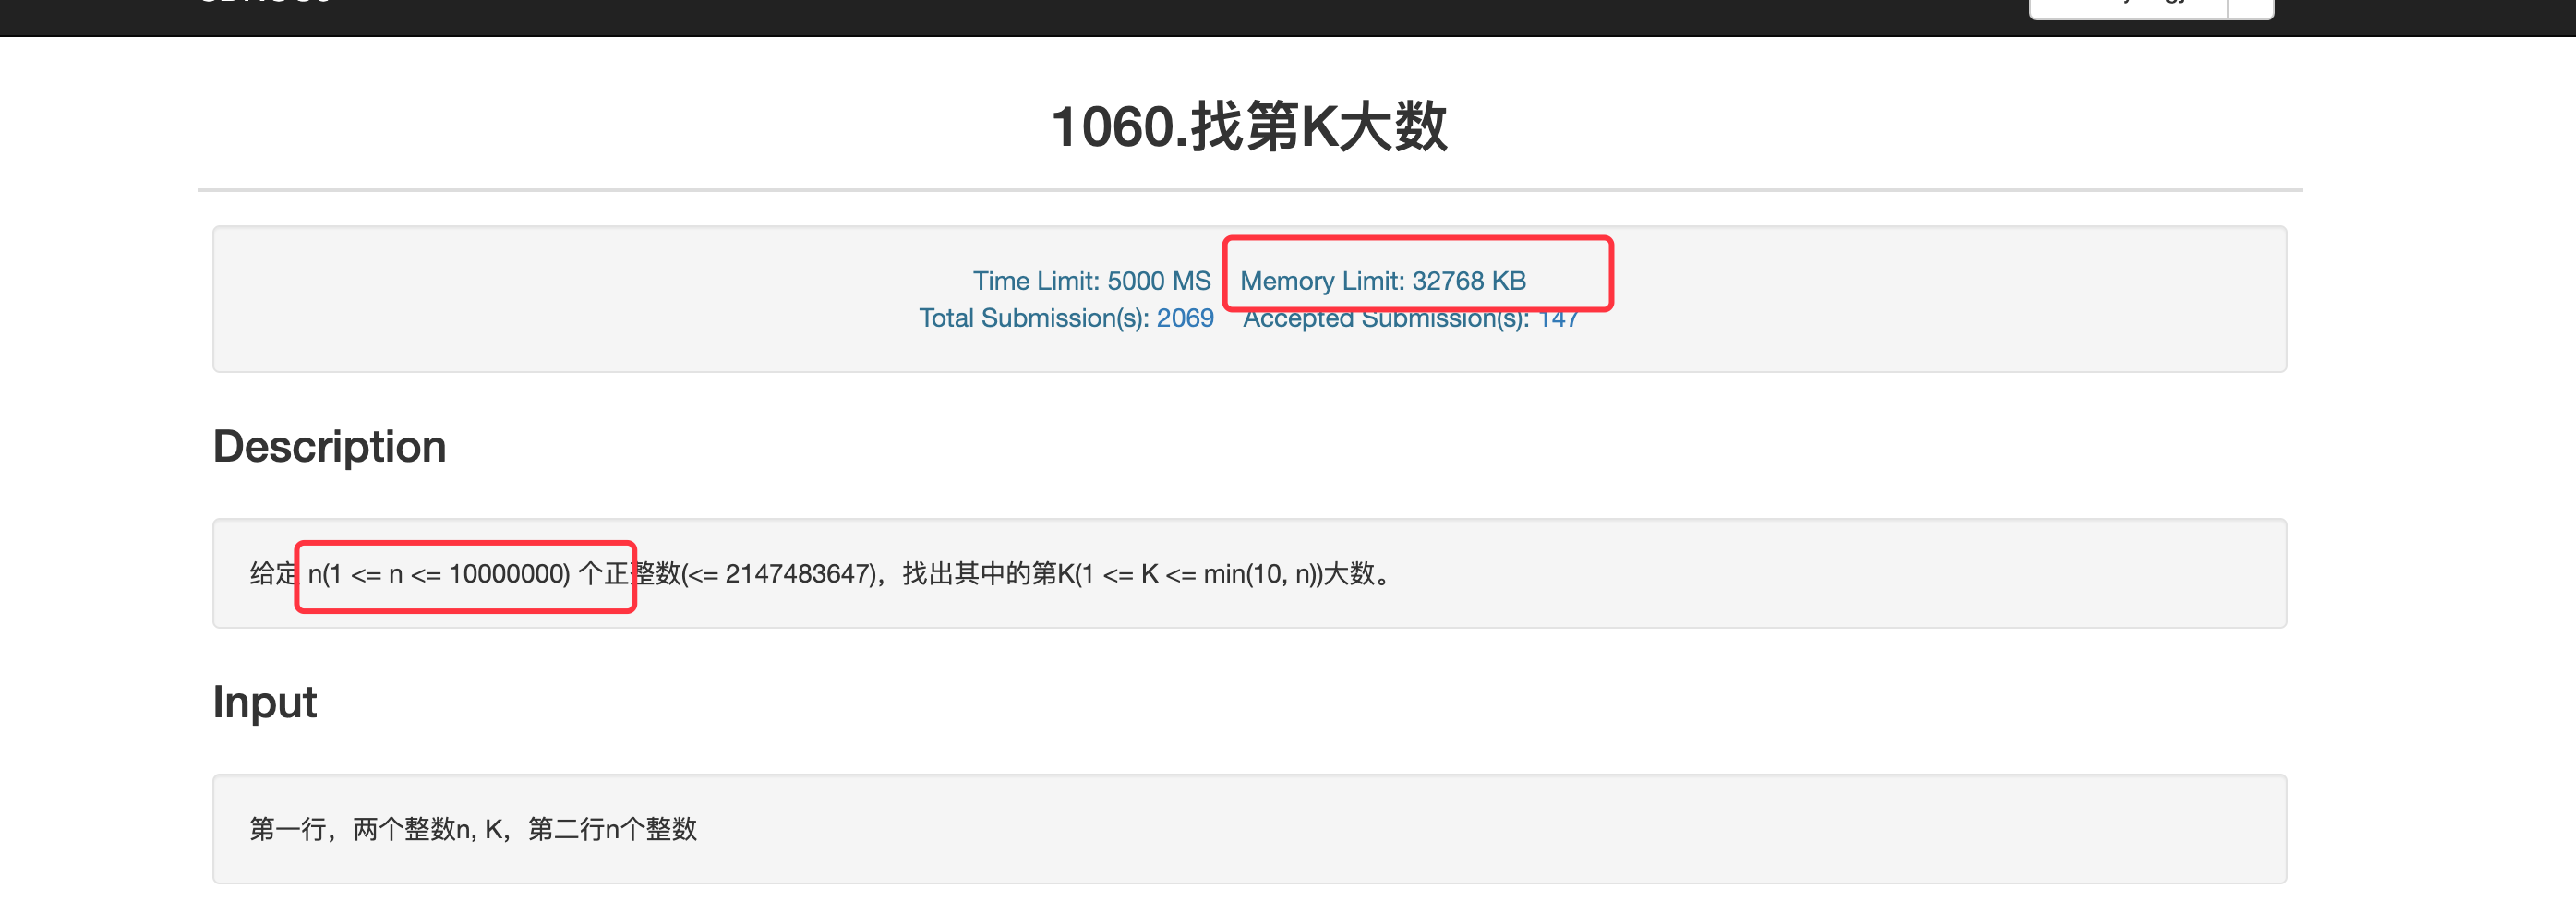 1060.找第K大数
Time Limit: 5000 MS Memory Limit: 32768 KB
Total Submission(s): 2069 Accepted Submission(s): 147
Description
给定 n(1 <= n <= 10000000) 个正整数(<= 2147483647)，找出其中的第K(1 <= K <= min(10, n))大数。
Input
第一行，两个整数n, K，第二行n个整数